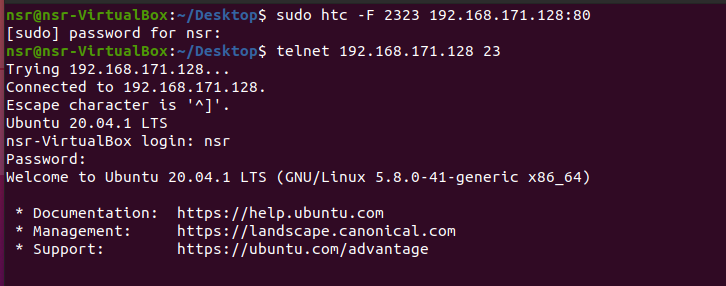 nsr@nsr-VirtualBox:~/Desktop$ sudo htc -F 2323 192.168.171.128:80
[sudo] password for nsr:
nsr@nsr-VirtualBox:~/Desktop$ telnet 192.168.171.128 23
Trying 192.168.171.128...
Connected to 192.168.171.128.
Escape character is '^]'.
Ubuntu 20.04.1 LTS
nsr-VirtualBox login: nsr
Password:
Welcome to Ubuntu 20.04.1 LTS (GNU/Linux 5.8.0-41-generic x86_64)
* Documentation:  https://help.ubuntu.com
* Management:     https://landscape.canonical.com
* Support:        https://ubuntu.com/advantage